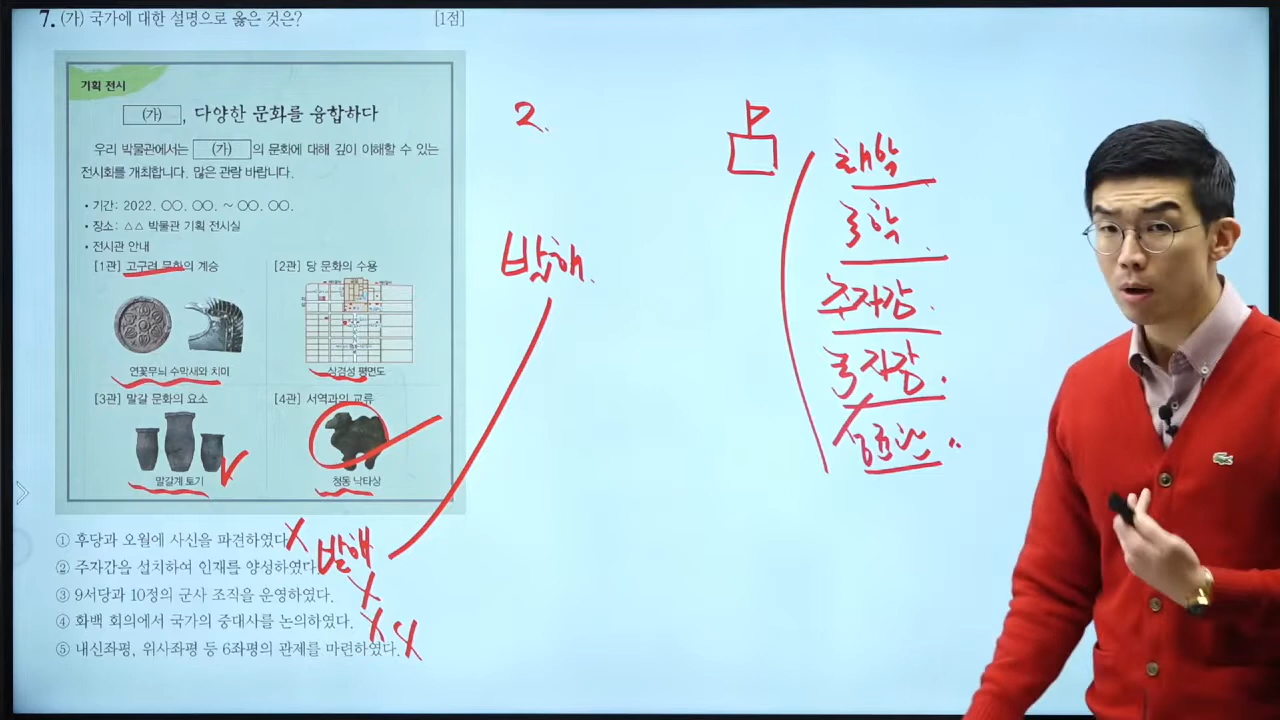 7. (가) 국가에 대한 설명으로 옳은 것은? [1점]
기획 전시
(가), 다양한 문화를 융합하다
우리 박물관에서는 (가)의 문화에 대해 깊이 이해할 수 있는
전시회를 개최합니다. 많은 관람 바랍니다.
• 기간: 2022. ○○. ○○. ~ ○○. ○○.
• 장소: △△ 박물관 기획 전시실
• 전시관 안내
[1관] 고구려 문화의 계승
연꽃무늬 수막새와 치미
[2관] 당 문화의 수용
상경성 평면도
[3관] 말갈 문화의 요소
말갈계 토기
[4관] 서역과의 교류
청동 낙타상
① 후당과 오월에 사신을 파견하였다.
② 주자감을 설치하여 인재를 양성하였다.
③ 9서당과 10정의 군사 조직을 운영하였다.
④ 화백 회의에서 국가의 중대사를 논의하였다.
⑤ 내신좌평, 위사좌평 등 6좌평의 관제를 마련하였다.
발해
2.
발해.
태학
국학.
주자감.
국자감.
성균관